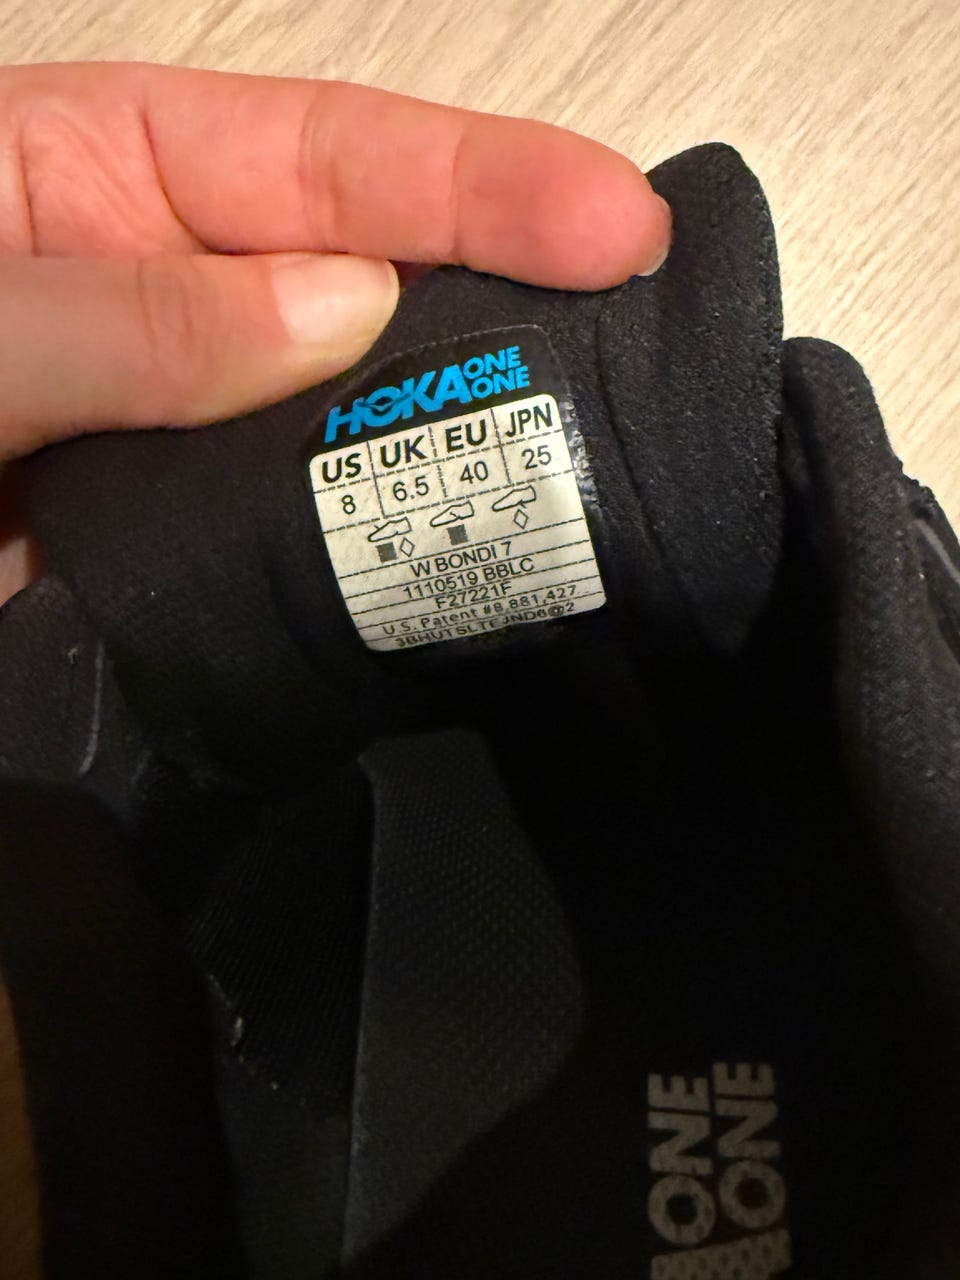 HOKA ONE ONE
US UK EU JPN
8 6.5 40 25
W BONDI 7
1110519 BBLC
F27221F
U.S. Patent #8,881,427
ONE
ONE